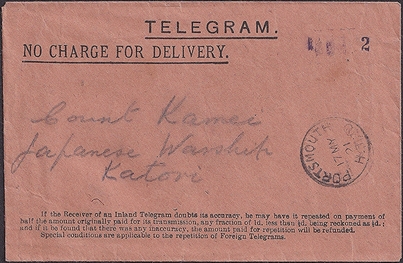 TELEGRAM.
2
NO CHARGE FOR DELIVERY.
Count Kamei
Japanese Warship
Katori
PORTSMOUTH
17 MY
21
If the Receiver of an Inland Telegram doubts its accuracy, he may have it repeated on payment of
half the amount originally paid for its transmission, any fraction of 1d. less than ½d. being reckoned as ½d.;
and if it be found that there was any inaccuracy, the amount paid for repetition will be refunded.
Special conditions are applicable to the repetition of Foreign Telegrams.